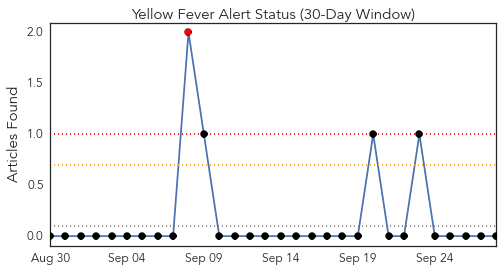 Yellow Fever Alert Status (30-Day Window)
Articles Found
2.0
1.5
1.0
0.5
0.0
Aug 30 Sep 04 Sep 09 Sep 14 Sep 19 Sep 24